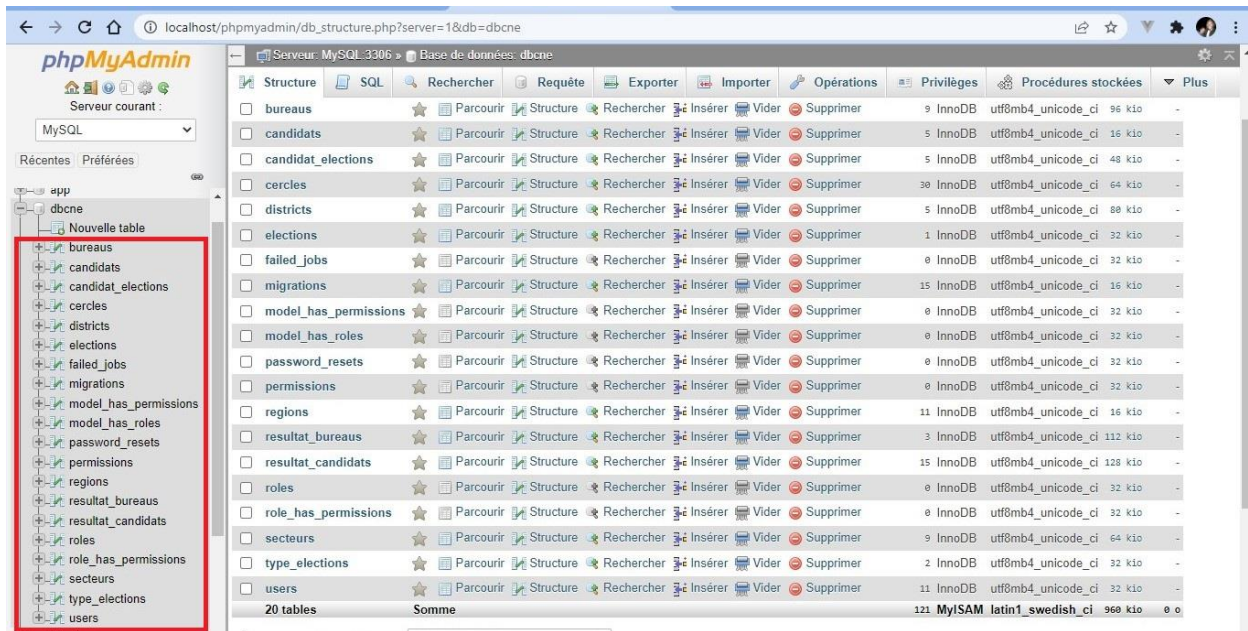 localhost/phpmyadmin/db_structure.php?server=1&db=dbcne
phpMyAdmin
Serveur courant :
MySQL
Récentes Préférées
app
dbcne
Nouvelle table
bureaus
candidats
candidat_elections
cercles
districts
elections
failed_jobs
migrations
model_has_permissions
model_has_roles
password_resets
permissions
regions
resultat_bureaus
resultat_candidats
roles
role_has_permissions
secteurs
type_elections
users
Serveur: MySQL:3306 » Base de données: dbcne
Structure SQL Rechercher Requête Exporter Importer Opérations Privilèges Procédures stockées Plus
bureaus Parcourir Structure Rechercher Insérer Vider Supprimer 9 InnoDB utf8mb4_unicode_ci 96 kio -
candidats Parcourir Structure Rechercher Insérer Vider Supprimer 5 InnoDB utf8mb4_unicode_ci 16 kio -
candidat_elections Parcourir Structure Rechercher Insérer Vider Supprimer 5 InnoDB utf8mb4_unicode_ci 48 kio -
cercles Parcourir Structure Rechercher Insérer Vider Supprimer 30 InnoDB utf8mb4_unicode_ci 64 kio -
districts Parcourir Structure Rechercher Insérer Vider Supprimer 5 InnoDB utf8mb4_unicode_ci 80 kio -
elections Parcourir Structure Rechercher Insérer Vider Supprimer 1 InnoDB utf8mb4_unicode_ci 32 kio -
failed_jobs Parcourir Structure Rechercher Insérer Vider Supprimer 0 InnoDB utf8mb4_unicode_ci 32 kio -
migrations Parcourir Structure Rechercher Insérer Vider Supprimer 15 InnoDB utf8mb4_unicode_ci 16 kio -
model_has_permissions Parcourir Structure Rechercher Insérer Vider Supprimer 0 InnoDB utf8mb4_unicode_ci 32 kio -
model_has_roles Parcourir Structure Rechercher Insérer Vider Supprimer 0 InnoDB utf8mb4_unicode_ci 32 kio -
password_resets Parcourir Structure Rechercher Insérer Vider Supprimer 0 InnoDB utf8mb4_unicode_ci 32 kio -
permissions Parcourir Structure Rechercher Insérer Vider Supprimer 0 InnoDB utf8mb4_unicode_ci 32 kio -
regions Parcourir Structure Rechercher Insérer Vider Supprimer 11 InnoDB utf8mb4_unicode_ci 16 kio -
resultat_bureaus Parcourir Structure Rechercher Insérer Vider Supprimer 3 InnoDB utf8mb4_unicode_ci 112 kio -
resultat_candidats Parcourir Structure Rechercher Insérer Vider Supprimer 15 InnoDB utf8mb4_unicode_ci 128 kio -
roles Parcourir Structure Rechercher Insérer Vider Supprimer 0 InnoDB utf8mb4_unicode_ci 32 kio -
role_has_permissions Parcourir Structure Rechercher Insérer Vider Supprimer 0 InnoDB utf8mb4_unicode_ci 32 kio -
secteurs Parcourir Structure Rechercher Insérer Vider Supprimer 9 InnoDB utf8mb4_unicode_ci 64 kio -
type_elections Parcourir Structure Rechercher Insérer Vider Supprimer 2 InnoDB utf8mb4_unicode_ci 32 kio -
users Parcourir Structure Rechercher Insérer Vider Supprimer 11 InnoDB utf8mb4_unicode_ci 32 kio -
20 tables Somme 121 MyISAM latin1_swedish_ci 960 kio 0 o